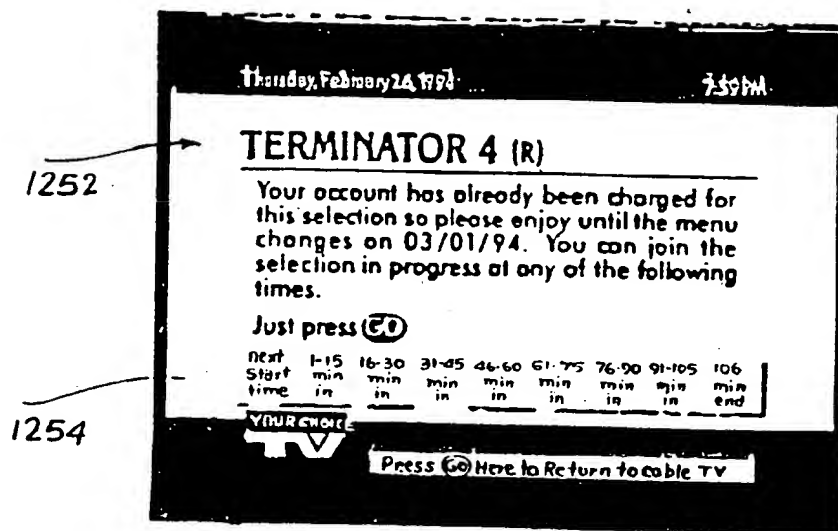 Thursday, February 24, 1994 ... 7:59 PM
TERMINATOR 4 (R)
1252
Your account has already been charged for
this selection so please enjoy until the menu
changes on 03/01/94. You can join the
selection in progress at any of the following
times.
Just press GO
next 1-15 16-30 31-45 46-60 61-75 76-90 91-105 106
Start min min min min min min min min
time in in in in in in in end
1254
YOUR CHOICE
TV
Press GO Here to Return to cable TV